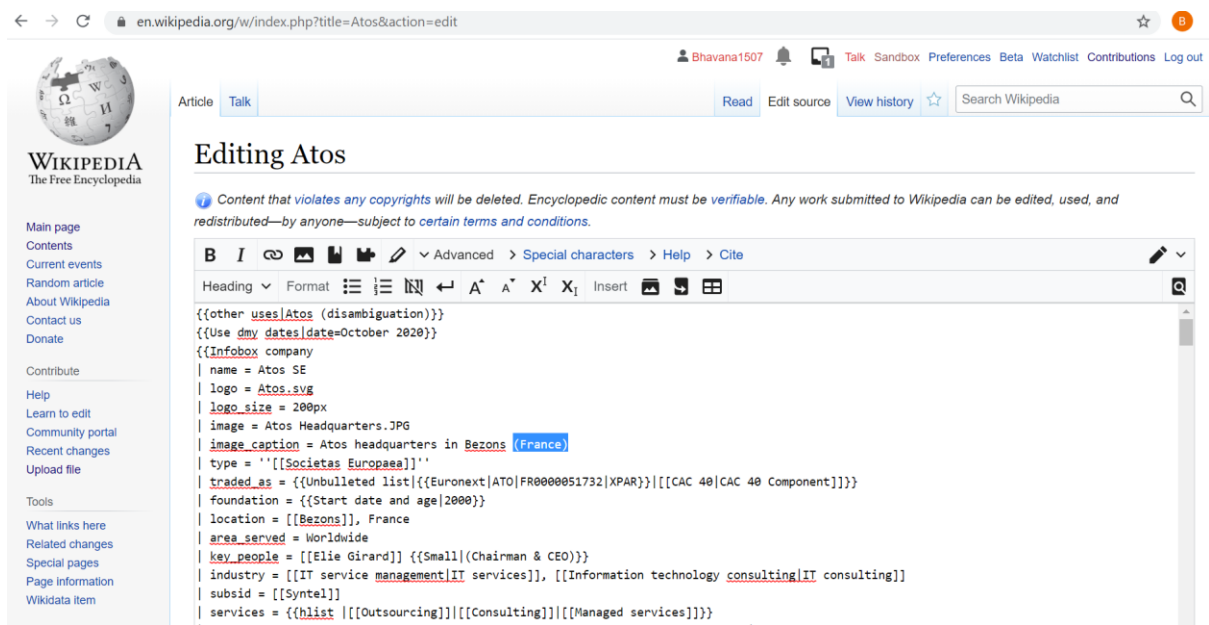 en.wikipedia.org/w/index.php?title=Atos&action=edit
B
Bhavana1507 1 Talk Sandbox Preferences Beta Watchlist Contributions Log out
Article Talk Read Edit source View history Search Wikipedia
WIKIPEDIA
The Free Encyclopedia
Main page
Contents
Current events
Random article
About Wikipedia
Contact us
Donate
Contribute
Help
Learn to edit
Community portal
Recent changes
Upload file
Tools
What links here
Related changes
Special pages
Page information
Wikidata item
Editing Atos
Content that violates any copyrights will be deleted. Encyclopedic content must be verifiable. Any work submitted to Wikipedia can be edited, used, and
redistributed—by anyone—subject to certain terms and conditions.
B I Advanced Special characters Help Cite
Heading Format A A X¹ X₁ Insert
{{other uses|Atos (disambiguation)}}
{{Use dmy dates|date=October 2020}}
{{Infobox company
| name = Atos SE
| logo = Atos.svg
| logo_size = 200px
| image = Atos Headquarters.JPG
| image_caption = Atos headquarters in Bezons (France)
| type = ''[[Societas Europaea]]''
| traded_as = {{Unbulleted list|{{Euronext|ATO|FR0000051732|XPAR}}|[[CAC 40|CAC 40 Component]]}}
| foundation = {{Start date and age|2000}}
| location = [[Bezons]], France
| area_served = Worldwide
| key_people = [[Elie Girard]] {{Small|(Chairman & CEO)}}
| industry = [[IT service management|IT services]], [[Information technology consulting|IT consulting]]
| subsid = [[Syntel]]
| services = {{hlist |[[Outsourcing]]|[[Consulting]]|[[Managed services]]}}